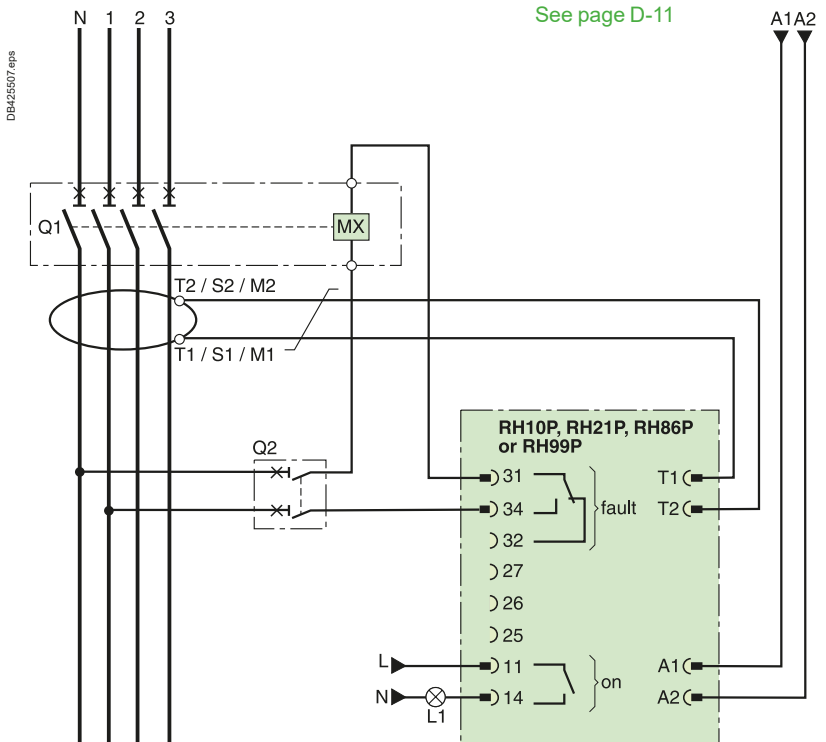 See page D-11
N 1 2 3
A1 A2
DB425507.eps
Q1
MX
T2 / S2 / M2
T1 / S1 / M1
Q2
RH10P, RH21P, RH86P
or RH99P
31
T1
34
fault
T2
32
27
26
25
L
11
A1
on
N
14
A2
L1